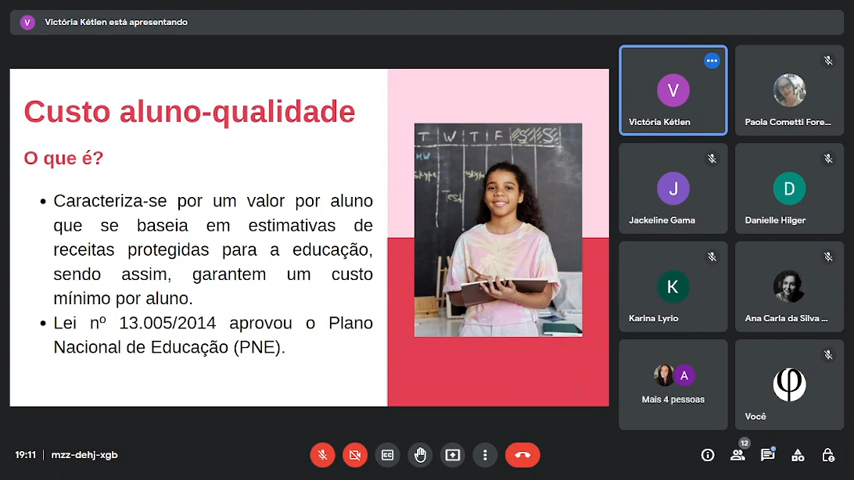 V
Victória Kétlen está apresentando
Custo aluno-qualidade
O que é?
• Caracteriza-se por um valor por aluno
que se baseia em estimativas de
receitas protegidas para a educação,
sendo assim, garantem um custo
mínimo por aluno.
• Lei nº 13.005/2014 aprovou o Plano
Nacional de Educação (PNE).
T W T F S S
HW
Test
V
Victória Kétlen
Paola Cometti Fore...
J
Jackeline Gama
D
Danielle Hilger
K
Karina Lyrio
Ana Carla da Silva ...
A
Mais 4 pessoas
φ
Você
19:11 mzz-dehj-xgb
CC
12